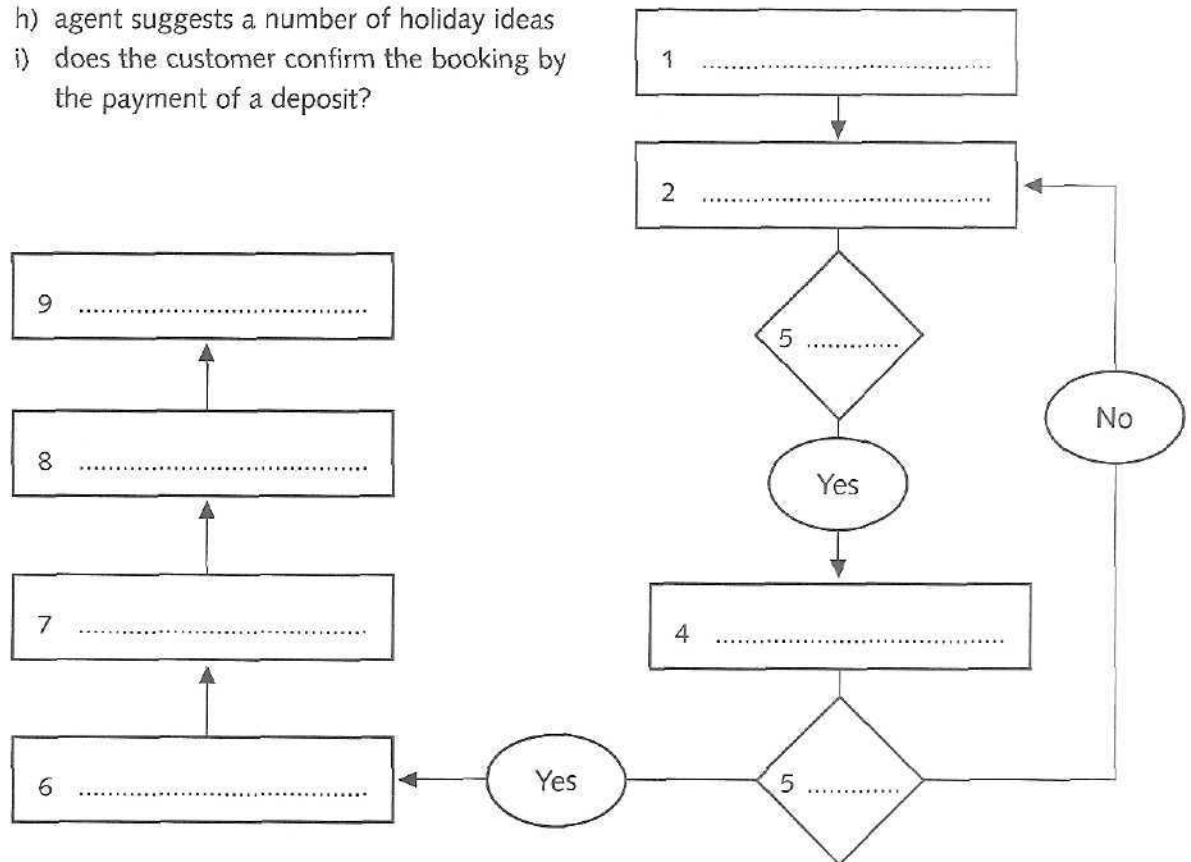 h) agent suggests a number of holiday ideas
i) does the customer confirm the booking by
the payment of a deposit?
1 ........................................
2 ........................................
5 .............
Yes
No
4 ........................................
5 .............
Yes
6 ........................................
7 ........................................
8 ........................................
9 ........................................